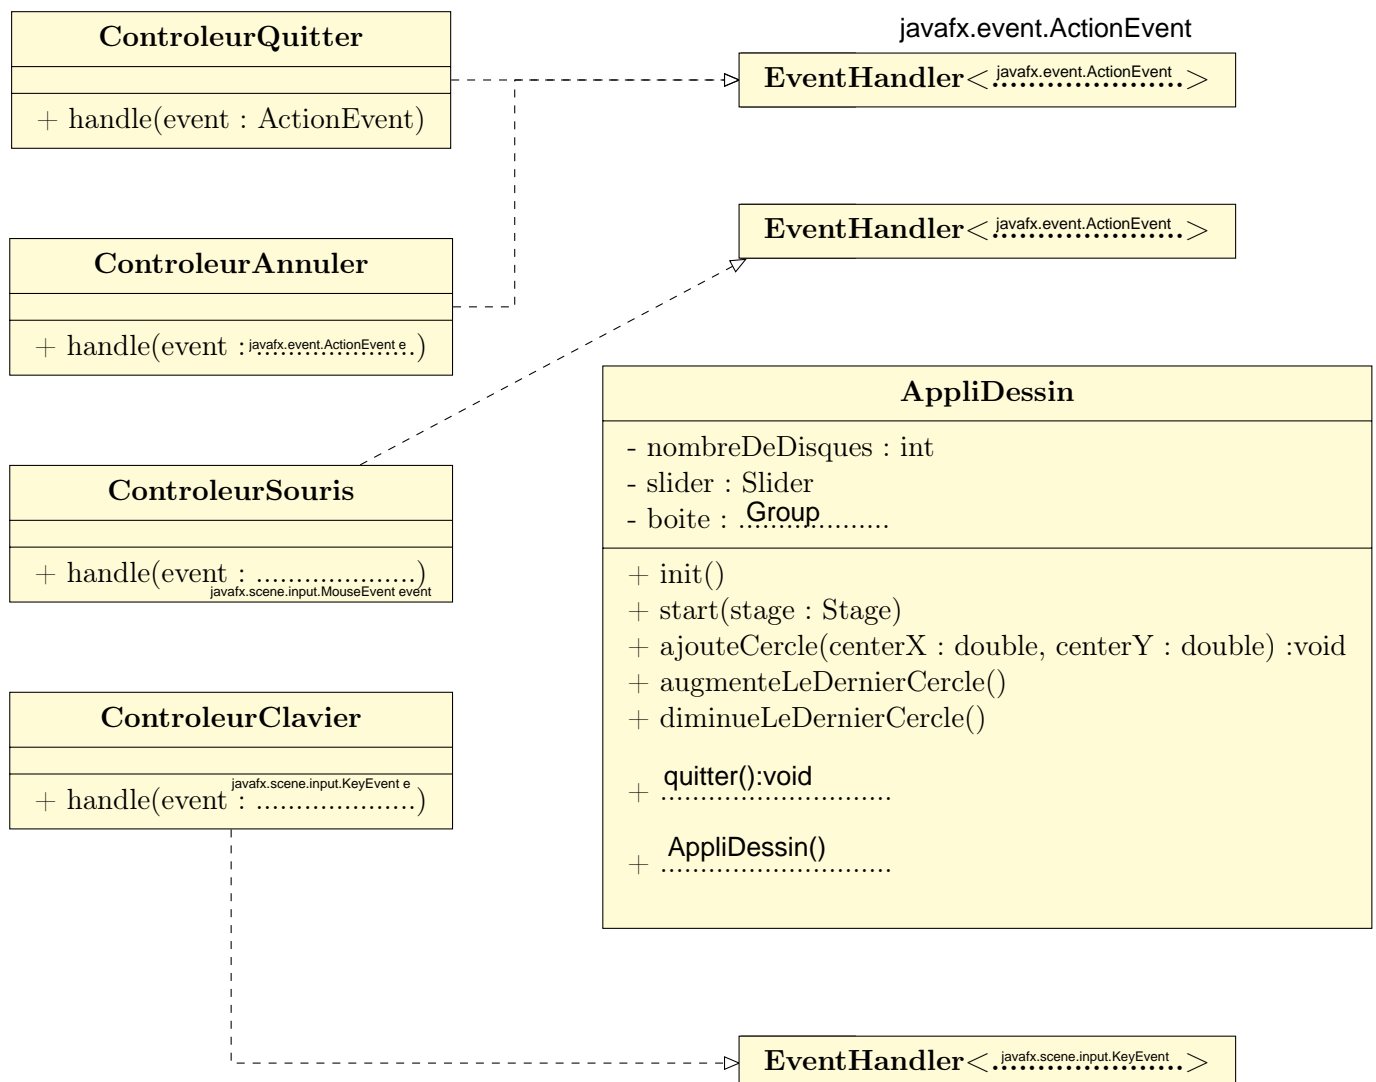 ControleurQuitter
+ handle(event : ActionEvent)
javafx.event.ActionEvent
EventHandler<javafx.event.ActionEvent>
ControleurAnnuler
+ handle(event : javafx.event.ActionEvent e)
EventHandler<javafx.event.ActionEvent>
ControleurSouris
+ handle(event : .....................)
javafx.scene.input.MouseEvent event
AppliDessin
- nombreDeDisques : int
- slider : Slider
- boite : Group
+ init()
+ start(stage : Stage)
+ ajouteCercle(centerX : double, centerY : double) :void
+ augmenteLeDernierCercle()
+ diminueLeDernierCercle()
+ quitter():void
+ AppliDessin()
ControleurClavier
javafx.scene.input.KeyEvent e
+ handle(event : .....................)
EventHandler<javafx.scene.input.KeyEvent>